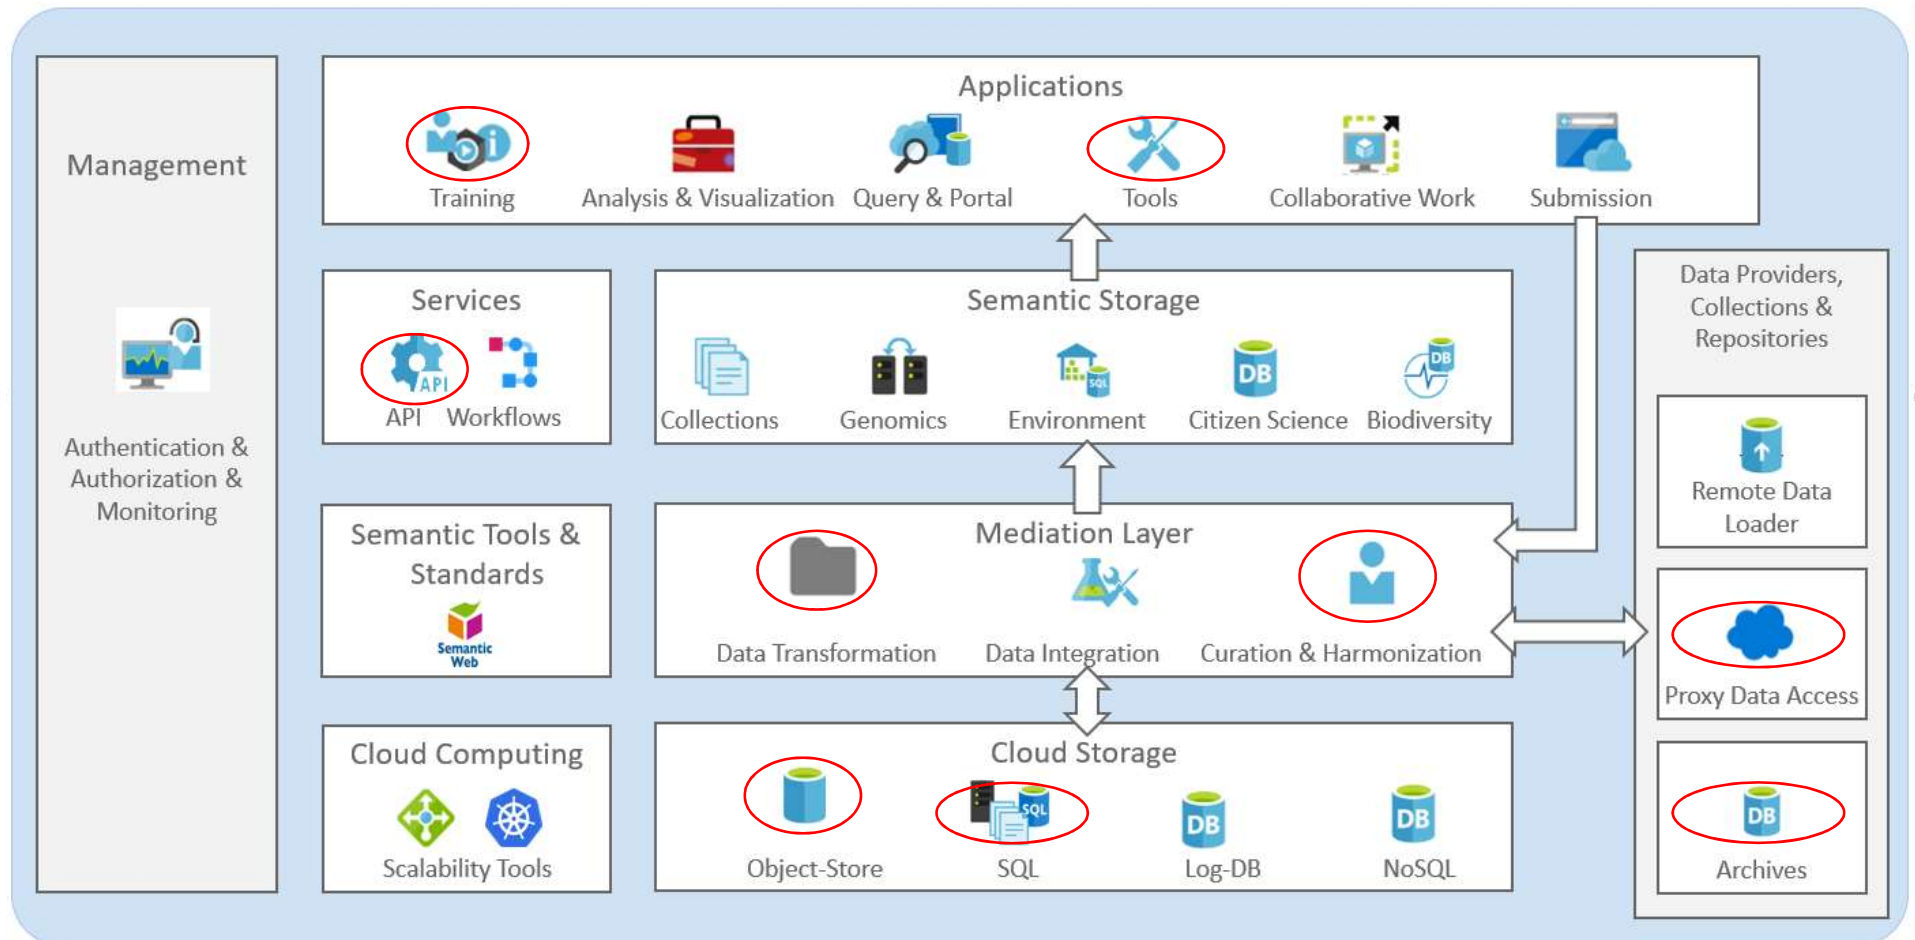 Management
Authentication &
Authorization &
Monitoring
Applications
Training
Analysis & Visualization
Query & Portal
Tools
Collaborative Work
Submission
Services
API
API
Workflows
Semantic Storage
Collections
Genomics
SQL
Environment
DB
Citizen Science
DB
Biodiversity
Semantic Tools &
Standards
Semantic
Web
Mediation Layer
Data Transformation
Data Integration
Curation & Harmonization
Cloud Computing
Scalability Tools
Cloud Storage
Object-Store
SQL
SQL
DB
Log-DB
DB
NoSQL
Data Providers,
Collections &
Repositories
Remote Data
Loader
Proxy Data Access
DB
Archives